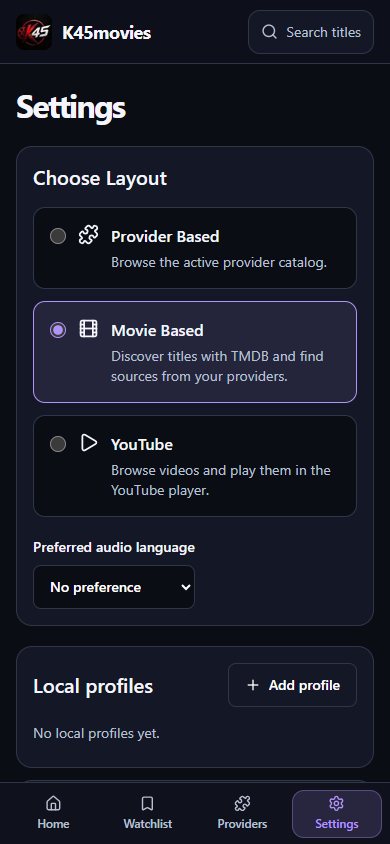 K45
K45movies
Search titles
Settings
Choose Layout
Provider Based
Browse the active provider catalog.
Movie Based
Discover titles with TMDB and find
sources from your providers.
YouTube
Browse videos and play them in the
YouTube player.
Preferred audio language
No preference
Local profiles
Add profile
No local profiles yet.
Home
Watchlist
Providers
Settings